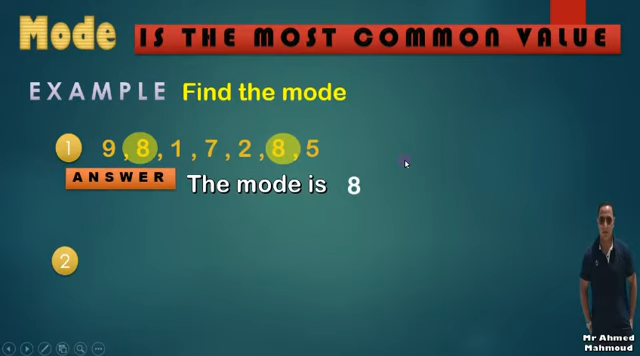 Mode IS THE MOST COMMON VALUE
EXAMPLE Find the mode
1 9 , 8 , 1 , 7 , 2 , 8 , 5
ANSWER The mode is 8
2
Mr Ahmed
Mahmoud